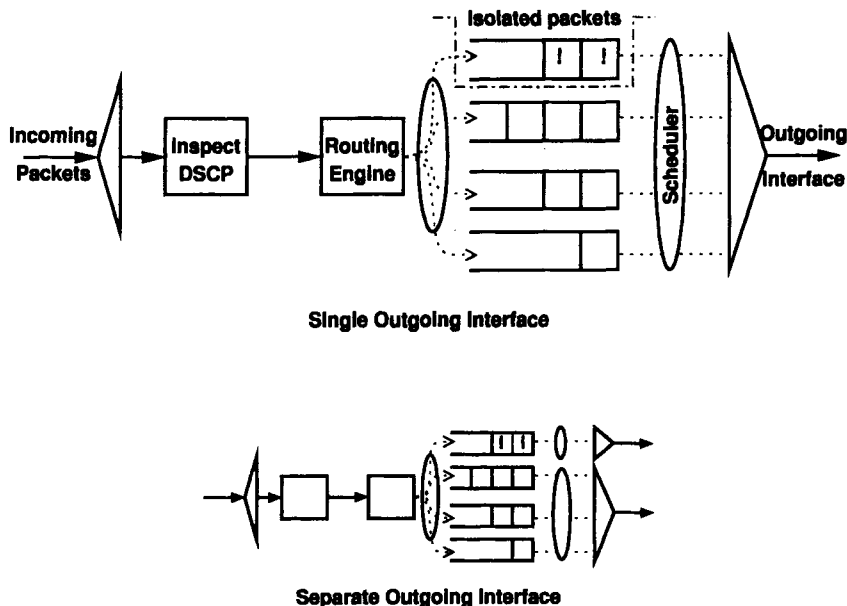 Isolated packets
I I
Incoming
Packets
Inspect
DSCP
Routing
Engine
Scheduler
Outgoing
Interface
Single Outgoing Interface
I I
Separate Outgoing Interface